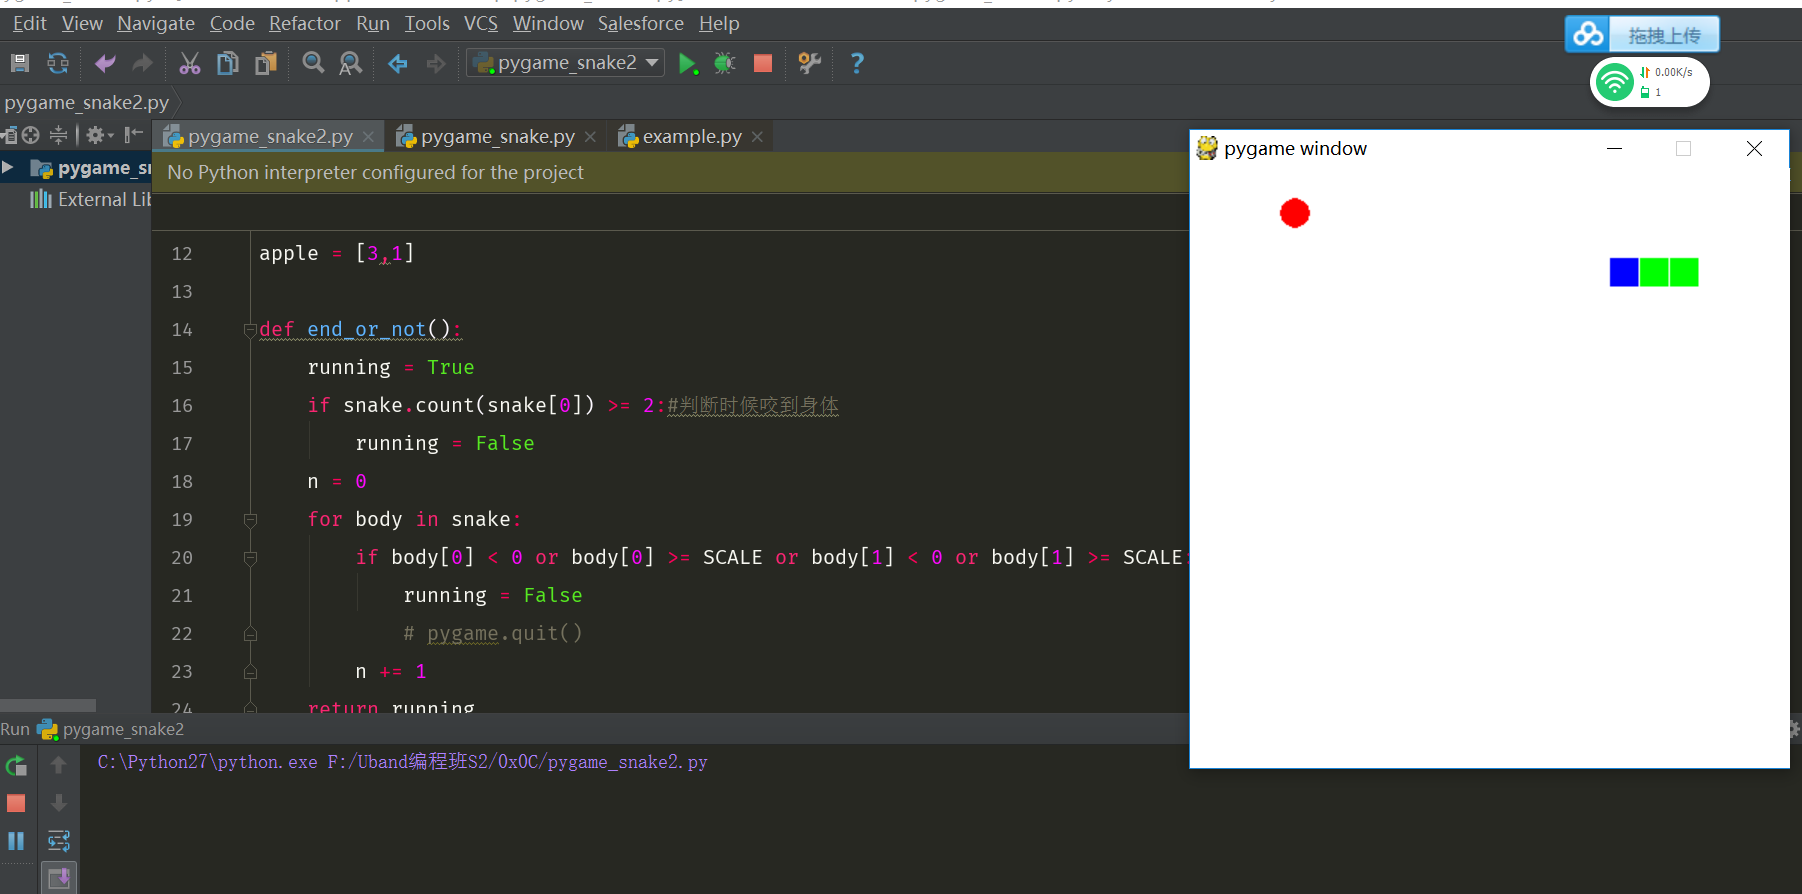 Edit View Navigate Code Refactor Run Tools VCS Window Salesforce Help
拖拽上传
pygame_snake2
0.00K/s
1
pygame_snake2.py
pygame_snake2.py pygame_snake.py example.py
pygame window
pygame_sn
No Python interpreter configured for the project
External Lib
12 apple = [3,1]
13
14 def end_or_not():
15 running = True
16 if snake.count(snake[0]) >= 2:#判断时候咬到身体
17 running = False
18 n = 0
19 for body in snake:
20 if body[0] < 0 or body[0] >= SCALE or body[1] < 0 or body[1] >= SCALE:
21 running = False
22 # pygame.quit()
23 n += 1
24 return running
Run pygame_snake2
C:\Python27\python.exe F:/Uband编程班S2/0x0C/pygame_snake2.py